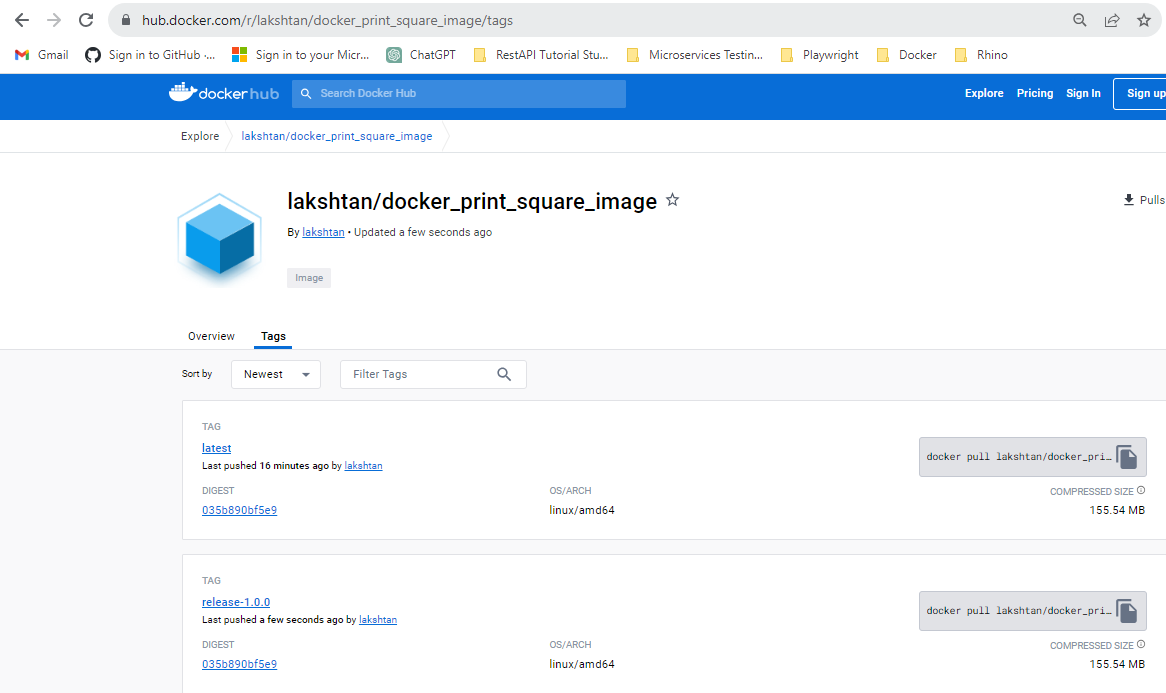 hub.docker.com/r/lakshtan/docker_print_square_image/tags
Gmail Sign in to GitHub ·... Sign in to your Micr... ChatGPT RestAPI Tutorial Stu... Microservices Testin... Playwright Docker Rhino
docker hub Search Docker Hub Explore Pricing Sign In Sign up
Explore lakshtan/docker_print_square_image
lakshtan/docker_print_square_image
Pulls
By lakshtan • Updated a few seconds ago
Image
Overview Tags
Sort by Newest Filter Tags
TAG
latest
Last pushed 16 minutes ago by lakshtan
docker pull lakshtan/docker_pri...
DIGEST OS/ARCH COMPRESSED SIZE
035b890bf5e9 linux/amd64 155.54 MB
TAG
release-1.0.0
Last pushed a few seconds ago by lakshtan
docker pull lakshtan/docker_pri...
DIGEST OS/ARCH COMPRESSED SIZE
035b890bf5e9 linux/amd64 155.54 MB